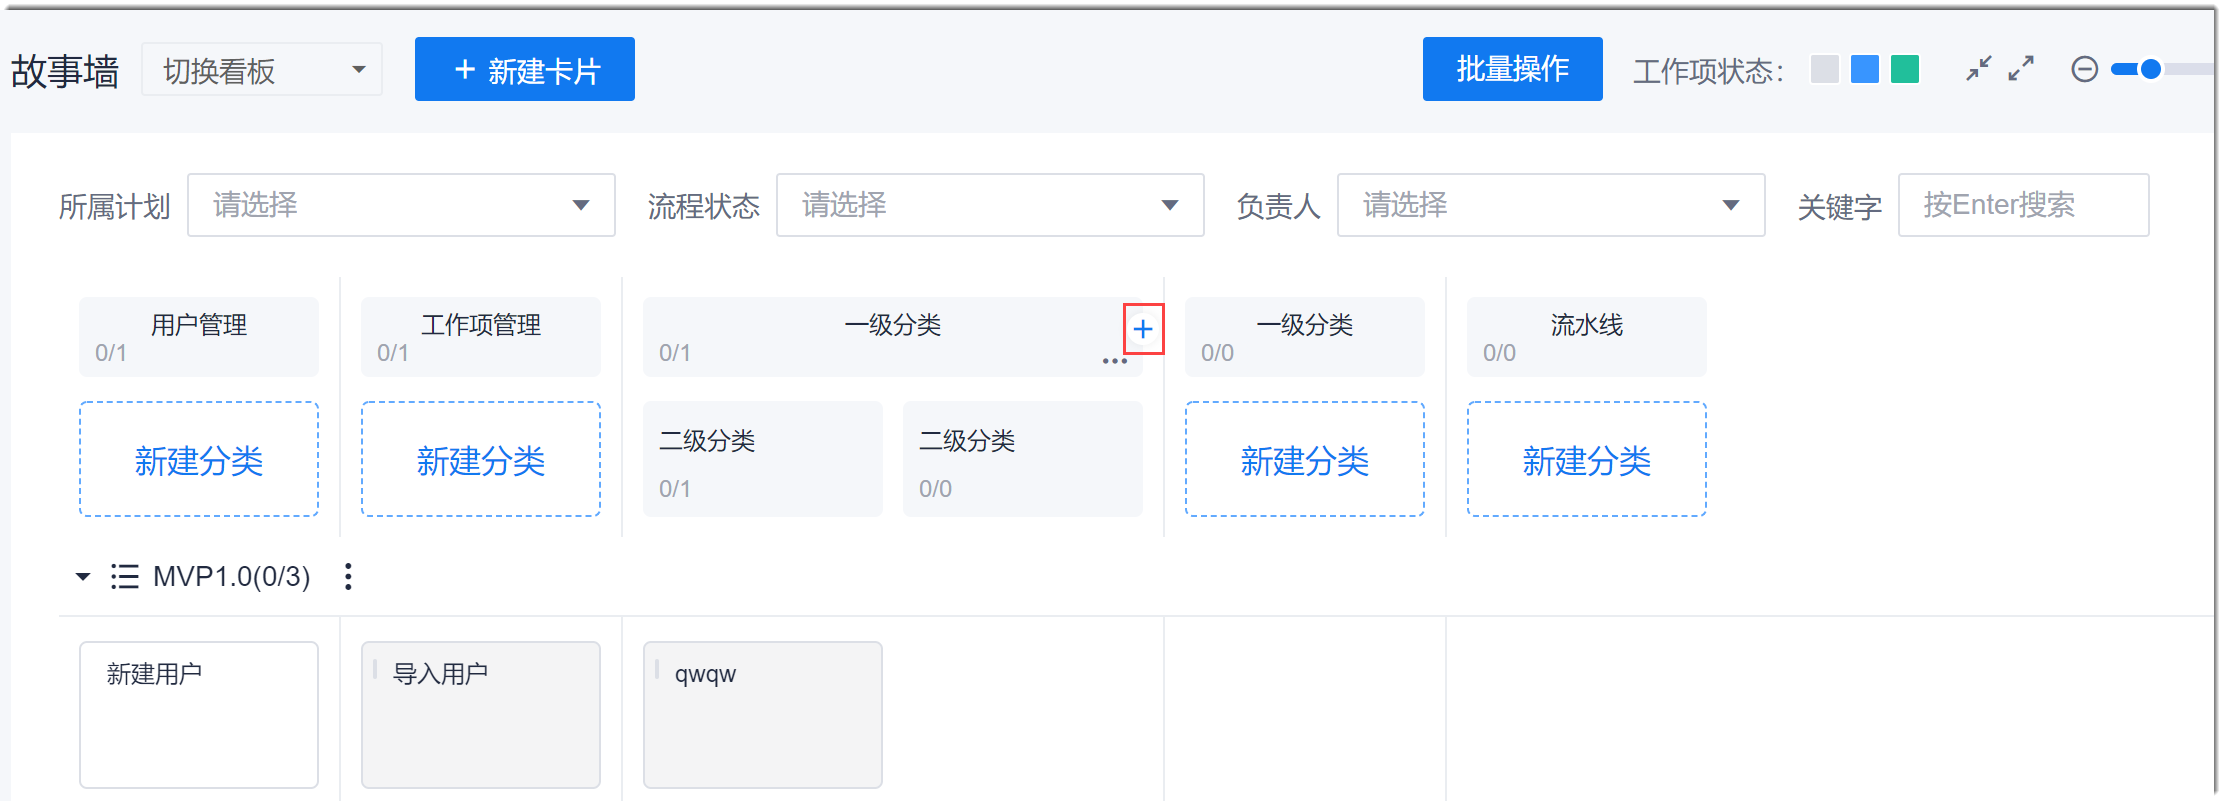 故事墙 切换看板 + 新建卡片 批量操作 工作项状态：
所属计划 请选择 流程状态 请选择 负责人 请选择 关键字 按Enter搜索
用户管理 工作项管理 一级分类 一级分类 流水线
0/1 0/1 0/1 0/0 0/0
新建分类 新建分类 二级分类 二级分类 新建分类 新建分类
0/1 0/0
MVP1.0(0/3)
新建用户 导入用户 qwqw